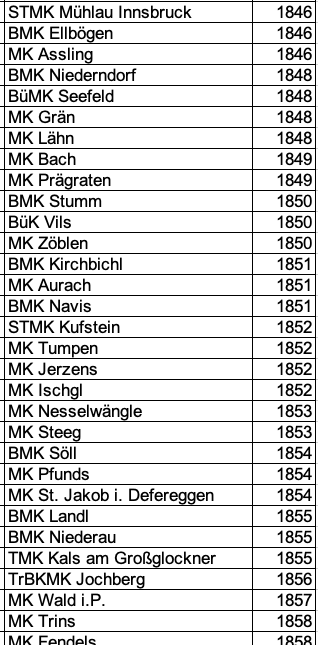 STMK Mühlau Innsbruck 1846
BMK Ellbögen 1846
MK Assling 1846
BMK Niederndorf 1848
BüMK Seefeld 1848
MK Grän 1848
MK Lähn 1848
MK Bach 1849
MK Prägraten 1849
BMK Stumm 1850
BüK Vils 1850
MK Zöblen 1850
BMK Kirchbichl 1851
MK Aurach 1851
BMK Navis 1851
STMK Kufstein 1852
MK Tumpen 1852
MK Jerzens 1852
MK Ischgl 1852
MK Nesselwängle 1853
MK Steeg 1853
BMK Söll 1854
MK Pfunds 1854
MK St. Jakob i. Defereggen 1854
BMK Landl 1855
BMK Niederau 1855
TMK Kals am Großglockner 1855
TrBKMK Jochberg 1856
MK Wald i.P. 1857
MK Trins 1858
MK Fendels 1858